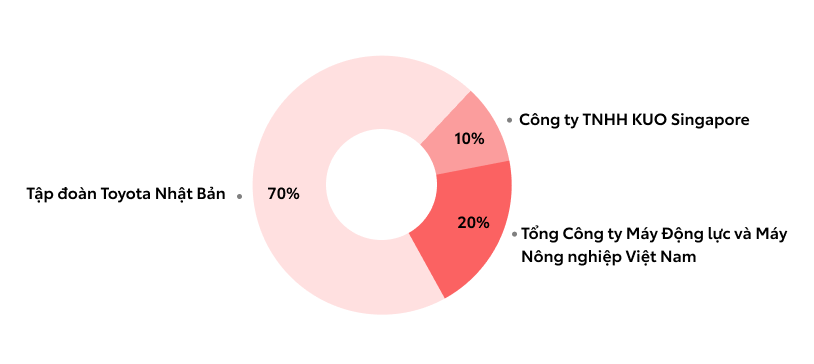 Công ty TNHH KUO Singapore
10%
Tập đoàn Toyota Nhật Bản
70%
20%
Tổng Công ty Máy Động lực và Máy
Nông nghiệp Việt Nam